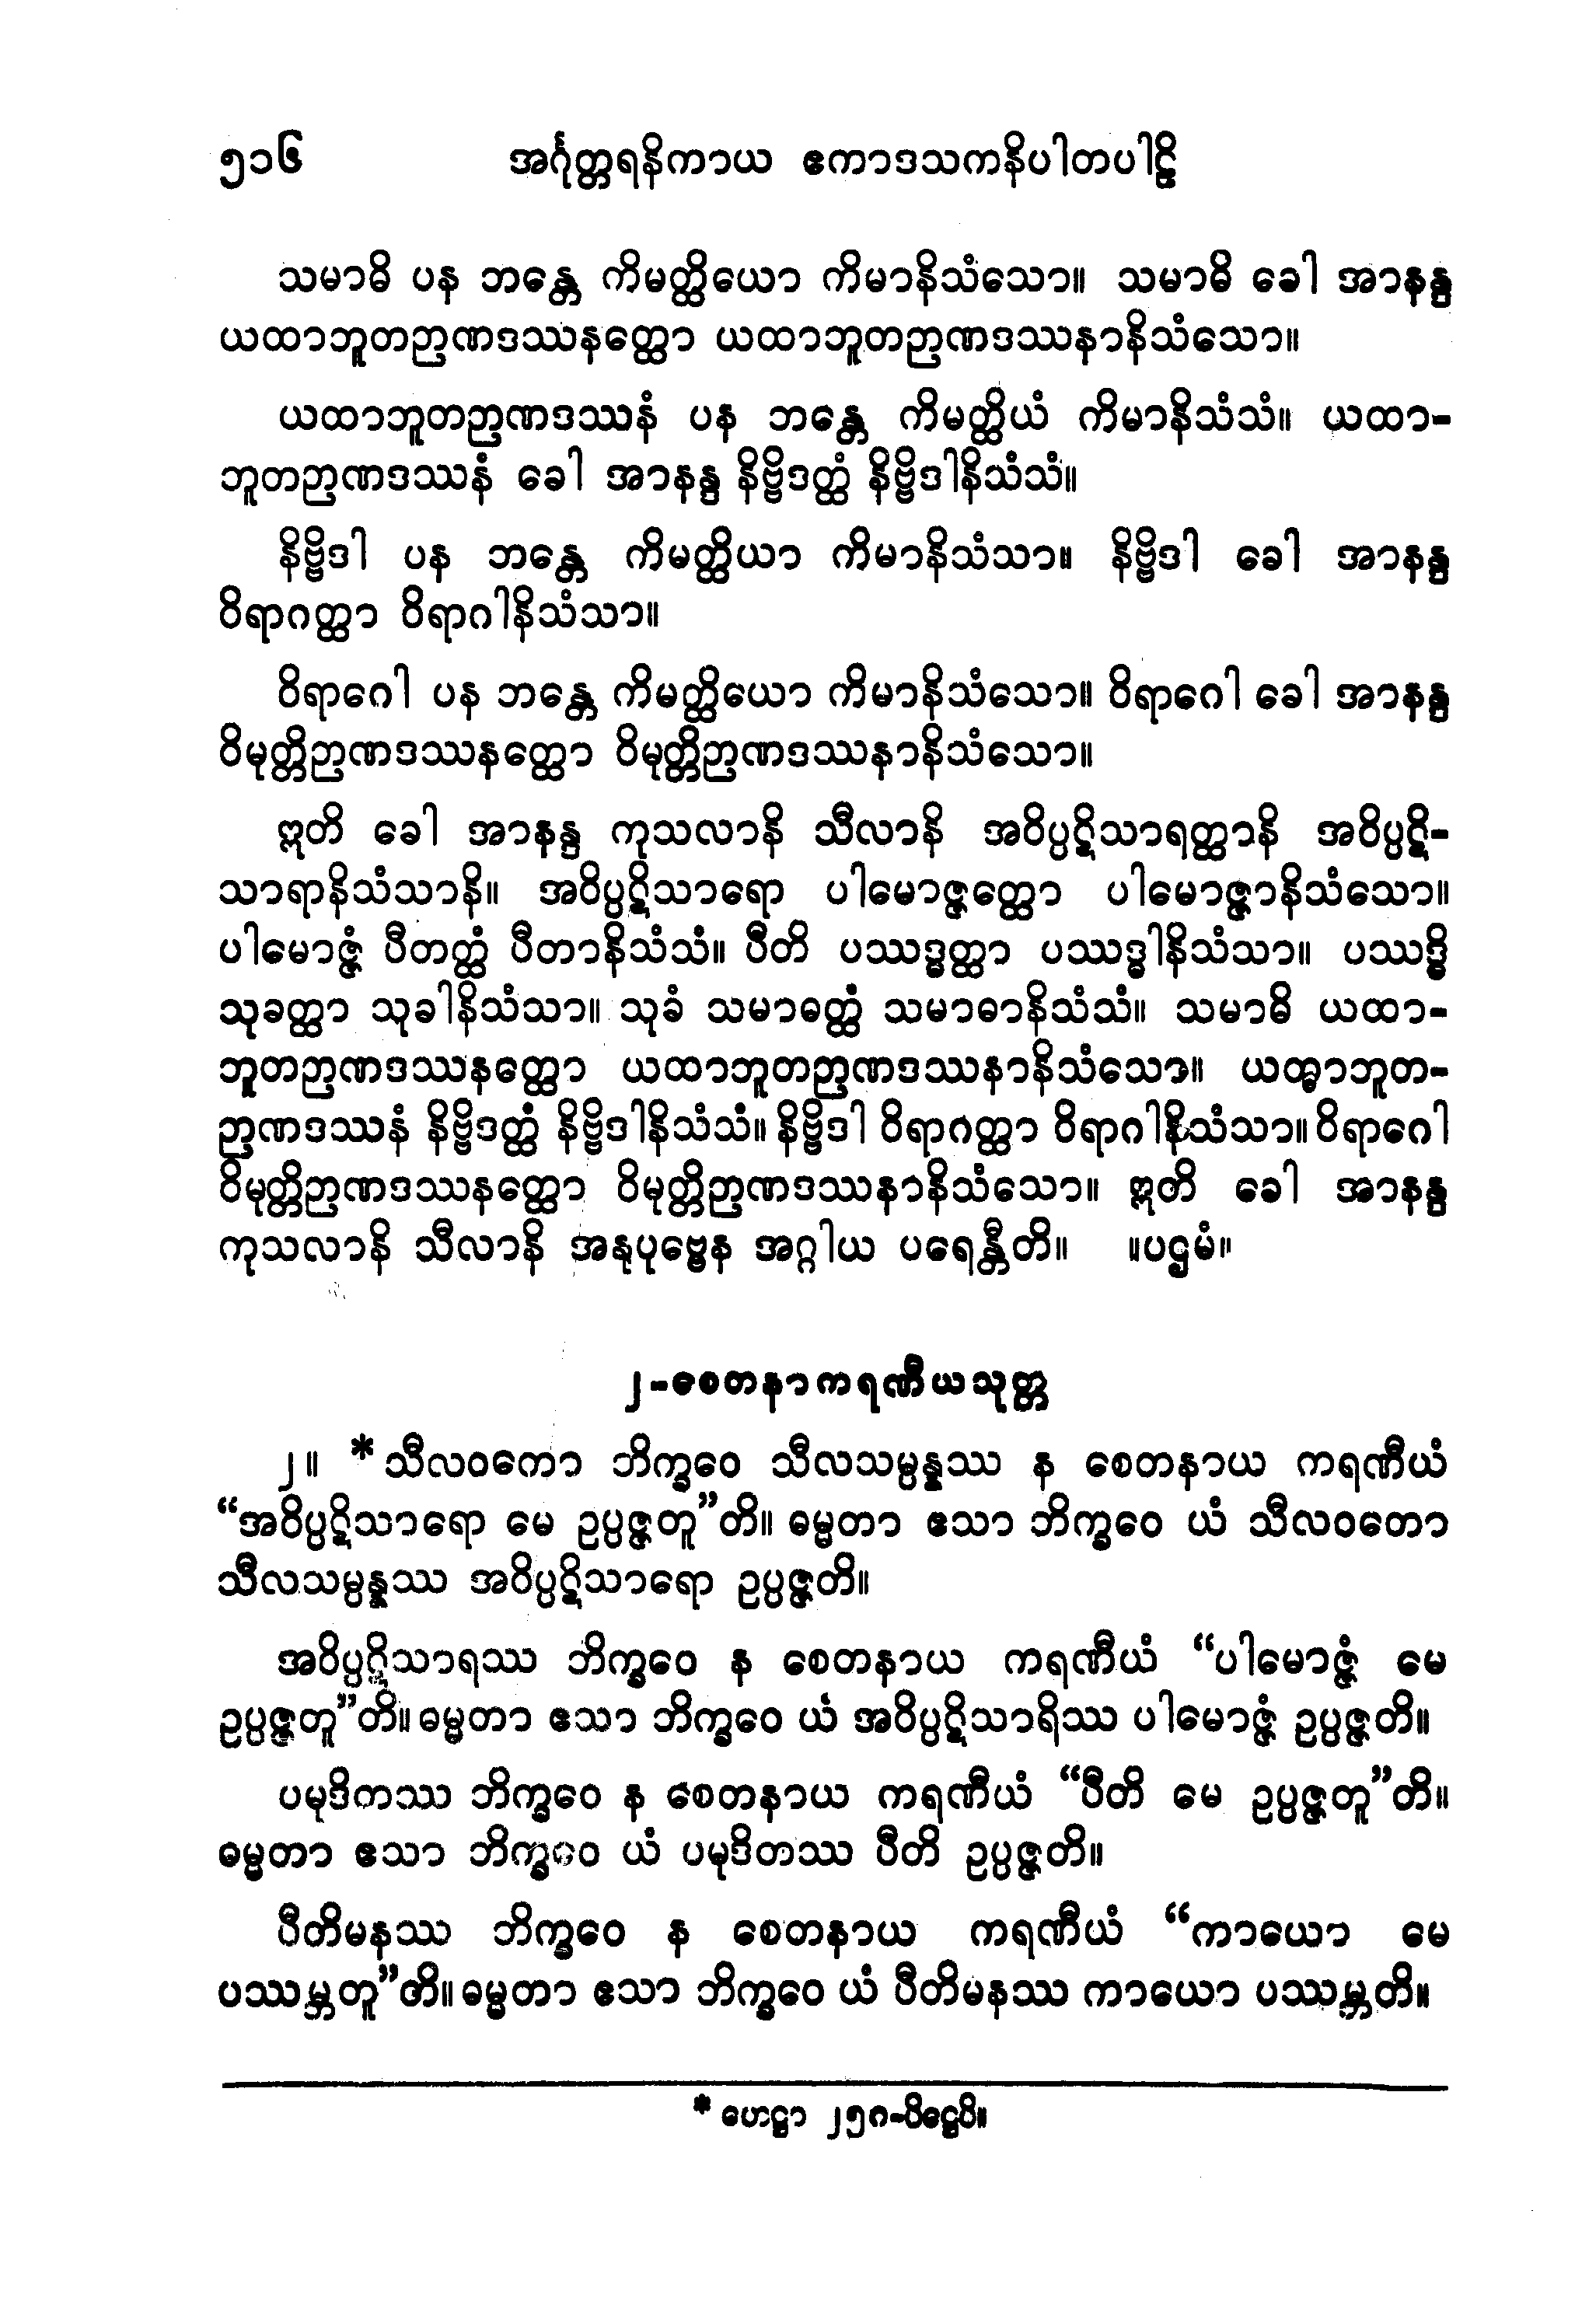 ၅၁၆ အင်္ဂုတ္တရနိကာယ ဧကာဒသကနိပါတပါဠိ
သမာဓိ ပန ဘန္တေ ကိမတ္ထိယော ကိမာနိသံသော။ သမာဓိ ခေါ အာနန္ဒ
ယထာဘူတဉာဏဒဿနတ္ထော ယထာဘူတဉာဏဒဿနာနိသံသော။
ယထာဘူတဉာဏဒဿနံ ပန ဘန္တေ ကိမတ္ထိယံ ကိမာနိသံသံ။ ယထာ-
ဘူတဉာဏဒဿနံ ခေါ အာနန္ဒ နိဗ္ဗိဒတ္ထံ နိဗ္ဗိဒါနိသံသံ။
နိဗ္ဗိဒါ ပန ဘန္တေ ကိမတ္ထိယာ ကိမာနိသံသာ။ နိဗ္ဗိဒါ ခေါ အာနန္ဒ
ဝိရာဂတ္ထာ ဝိရာဂါနိသံသာ။
ဝိရာဂေါ ပန ဘန္တေ ကိမတ္ထိယော ကိမာနိသံသော။ ဝိရာဂေါ ခေါ အာနန္ဒ
ဝိမုတ္တိဉာဏဒဿနတ္ထော ဝိမုတ္တိဉာဏဒဿနာနိသံသော။
ဣတိ ခေါ အာနန္ဒ ကုသလာနိ သီလာနိ အဝိပ္ပဋိသာရတ္ထာနိ အဝိပ္ပဋိ-
သာရာနိသံသာနိ။ အဝိပ္ပဋိသာရော ပါမောဇ္ဇတ္ထော ပါမောဇ္ဇာနိသံသော။
ပါမောဇ္ဇံ ပီတတ္ထံ ပီတာနိသံသံ။ ပီတိ ပဿဒ္ဓတ္ထာ ပဿဒ္ဓါနိသံသာ။ ပဿဒ္ဓိ
သုခတ္ထာ သုခါနိသံသာ။ သုခံ သမာဓတ္ထံ သမာဓာနိသံသံ။ သမာဓိ ယထာ-
ဘူတဉာဏဒဿနတ္ထော ယထာဘူတဉာဏဒဿနာနိသံသော။ ယထာဘူတ-
ဉာဏဒဿနံ နိဗ္ဗိဒတ္ထံ နိဗ္ဗိဒါနိသံသံ။ နိဗ္ဗိဒါ ဝိရာဂတ္ထာ ဝိရာဂါနိသံသာ။ ဝိရာဂေါ
ဝိမုတ္တိဉာဏဒဿနတ္ထော ဝိမုတ္တိဉာဏဒဿနာနိသံသော။ ဣတိ ခေါ အာနန္ဒ
ကုသလာနိ သီလာနိ အနုပုဗ္ဗေန အဂ္ဂါယ ပရေန္တီတိ။ ။ပဌမံ။
၂-စေတနာကရဏီယသုတ္တ
၂။ *သီလဝတော ဘိက္ခဝေ သီလသမ္ပန္နဿ န စေတနာယ ကရဏီယံ
“အဝိပ္ပဋိသာရော မေ ဥပ္ပဇ္ဇတူ”တိ။ ဓမ္မတာ ဧသာ ဘိက္ခဝေ ယံ သီလဝတော
သီလသမ္ပန္နဿ အဝိပ္ပဋိသာရော ဥပ္ပဇ္ဇတိ။
အဝိပ္ပဋိသာရဿ ဘိက္ခဝေ န စေတနာယ ကရဏီယံ “ပါမောဇ္ဇံ မေ
ဥပ္ပဇ္ဇတူ”တိ။ ဓမ္မတာ ဧသာ ဘိက္ခဝေ ယံ အဝိပ္ပဋိသာရိဿ ပါမောဇ္ဇံ ဥပ္ပဇ္ဇတိ။
ပမုဒိတဿ ဘိက္ခဝေ န စေတနာယ ကရဏီယံ “ပီတိ မေ ဥပ္ပဇ္ဇတူ”တိ။
ဓမ္မတာ ဧသာ ဘိက္ခဝေ ယံ ပမုဒိတဿ ပီတိ ဥပ္ပဇ္ဇတိ။
ပီတိမနဿ ဘိက္ခဝေ န စေတနာယ ကရဏီယံ “ကာယော မေ
ပဿမ္ဘတူ”တိ။ ဓမ္မတာ ဧသာ ဘိက္ခဝေ ယံ ပီတိမနဿ ကာယော ပဿမ္ဘတိ။
* ဟေဋ္ဌာ ၂၅၈-ပိဋ္ဌေပိ။